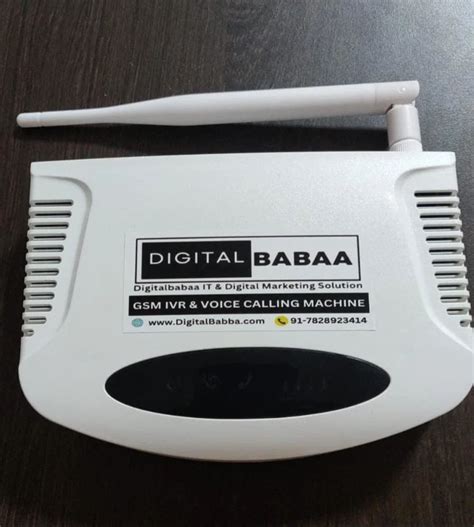 DIGITAL BABAA
Digitalbabaa IT & Digital Marketing Solution
GSM IVR & VOICE CALLING MACHINE
www.DigitalBabba.com 91-7828923414